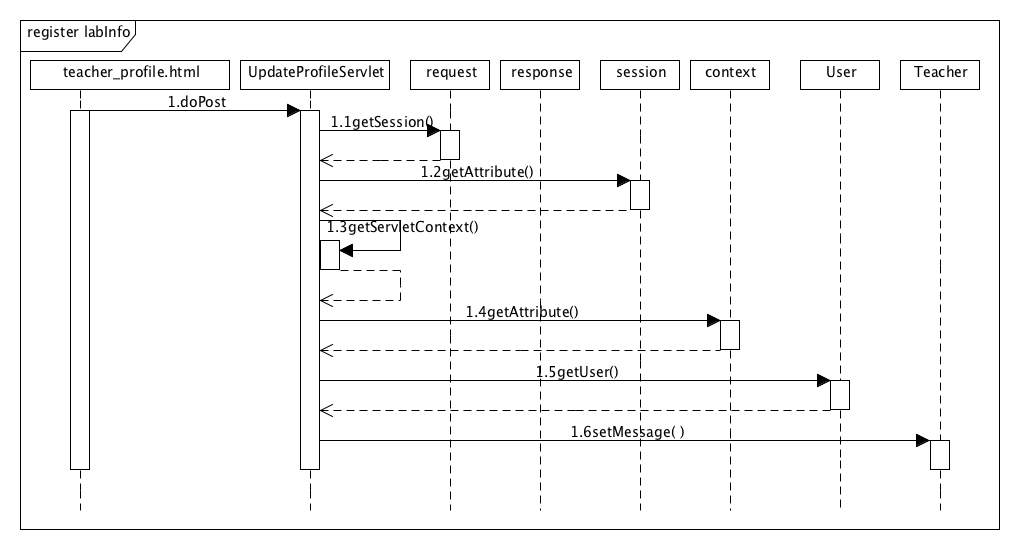 register labInfo
teacher_profile.html
UpdateProfileServlet
request
response
session
context
User
Teacher
1.doPost
1.1getSession()
1.2getAttribute()
1.3getServletContext()
1.4getAttribute()
1.5getUser()
1.6setMessage( )